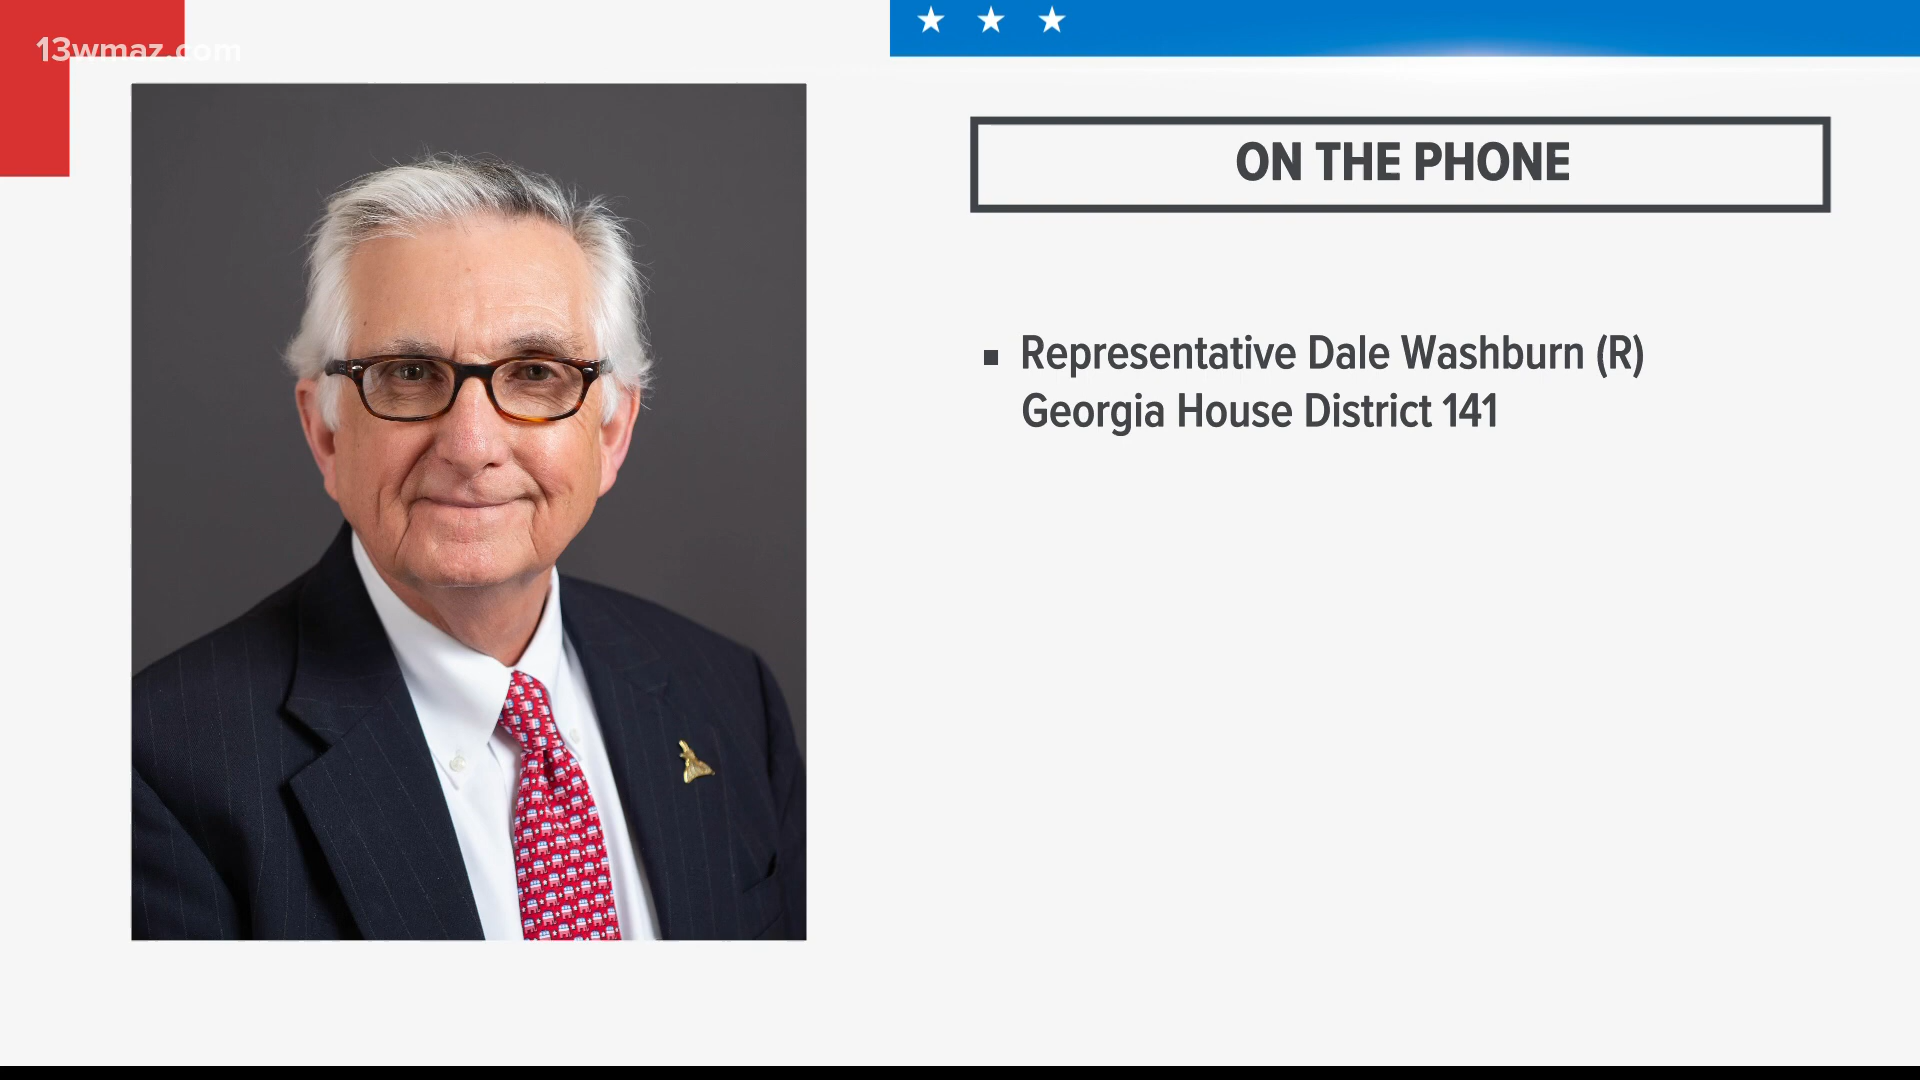 13wmaz.com
ON THE PHONE
Representative Dale Washburn (R)
Georgia House District 141